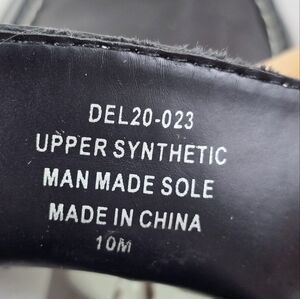 DEL20-023
UPPER SYNTHETIC
MAN MADE SOLE
MADE IN CHINA
10M